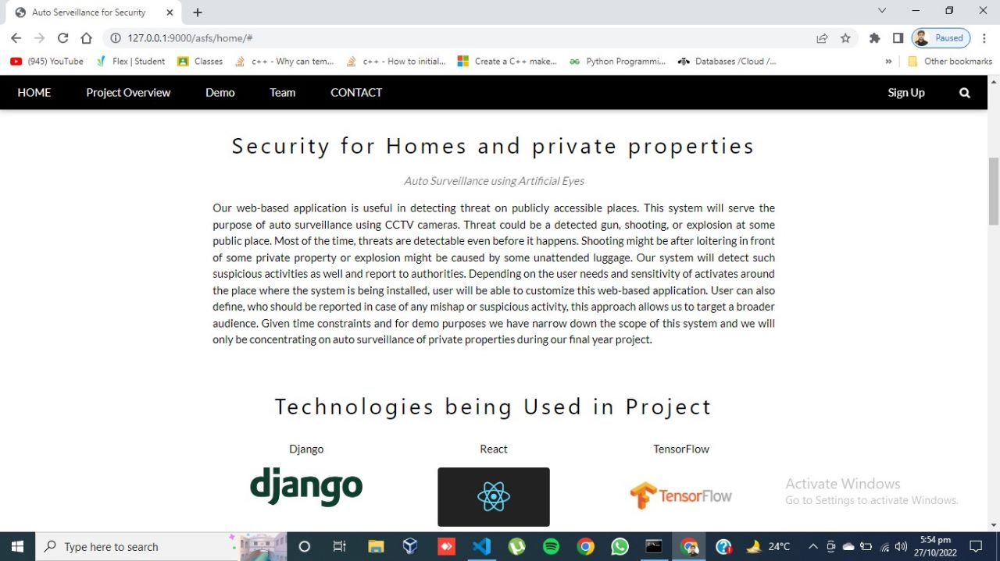 Auto Serveillance for Security
127.0.0.1:9000/asfs/home/#
Paused
(945) YouTube
Flex | Student
Classes
c++ - Why can tem...
c++ - How to initial...
Create a C++ make...
Python Programmi...
Databases /Cloud /...
»
Other bookmarks
HOME
Project Overview
Demo
Team
CONTACT
Sign Up
Security for Homes and private properties
Auto Surveillance using Artificial Eyes
Our web-based application is useful in detecting threat on publicly accessible places. This system will serve the
purpose of auto surveillance using CCTV cameras. Threat could be a detected gun, shooting, or explosion at some
public place. Most of the time, threats are detectable even before it happens. Shooting might be after loitering in front
of some private property or explosion might be caused by some unattended luggage. Our system will detect such
suspicious activities as well and report to authorities. Depending on the user needs and sensitivity of activates around
the place where the system is being installed, user will be able to customize this web-based application. User can also
define, who should be reported in case of any mishap or suspicious activity, this approach allows us to target a broader
audience. Given time constraints and for demo purposes we have narrow down the scope of this system and we will
only be concentrating on auto surveillance of private properties during our final year project.
Technologies being Used in Project
Django
React
TensorFlow
django
TensorFlow
Activate Windows
Go to Settings to activate Windows.
Type here to search
24°C
5:54 pm
27/10/2022